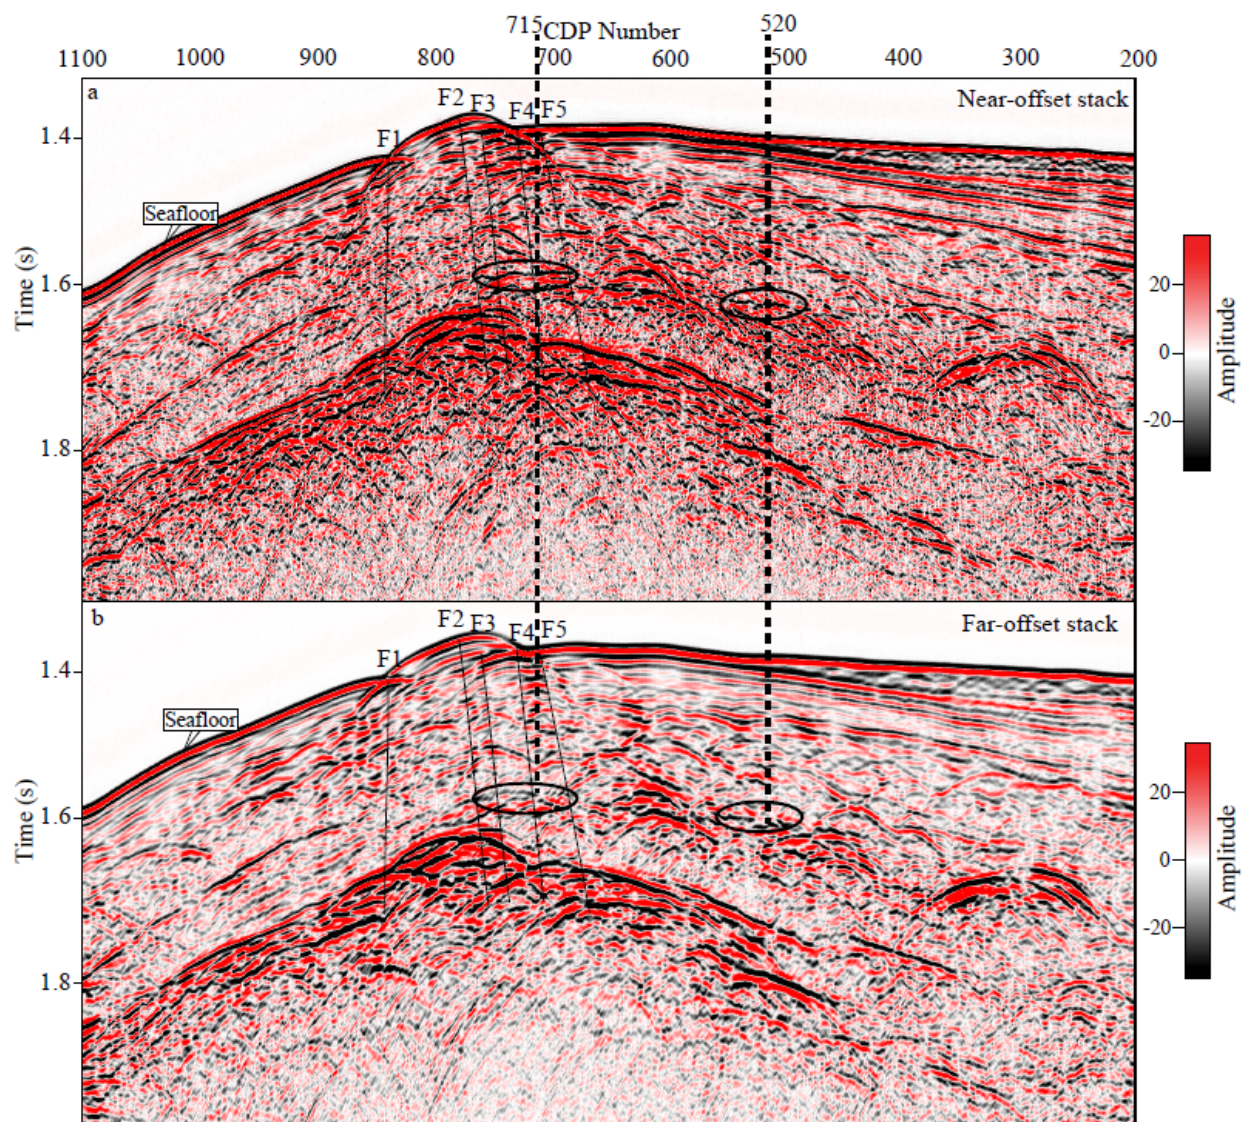 715 CDP Number 520
1100 1000 900 800 700 600 500 400 300 200
a
Near-offset stack
F1 F2 F3 F4 F5
Seafloor
Time (s)
1.4
1.6
1.8
20
0
-20
Amplitude
b
Far-offset stack
F1 F2 F3 F4 F5
Seafloor
Time (s)
1.4
1.6
1.8
20
0
-20
Amplitude